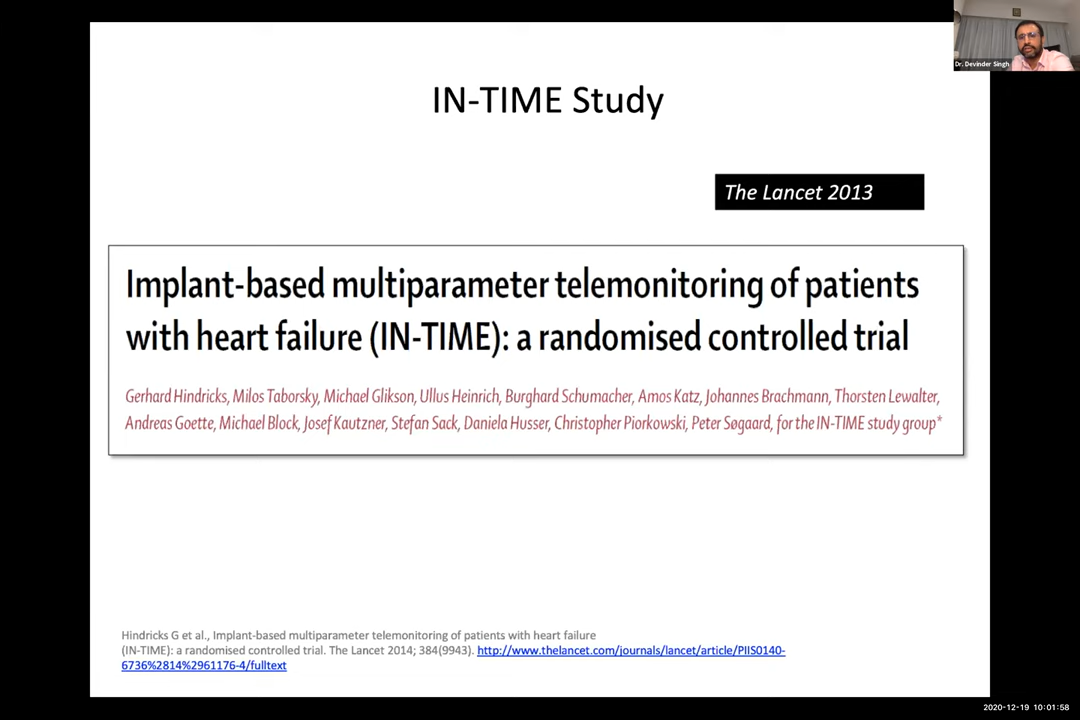 Dr. Devinder Singh
IN-TIME Study
The Lancet 2013
Implant-based multiparameter telemonitoring of patients
with heart failure (IN-TIME): a randomised controlled trial
Gerhard Hindricks, Milos Taborsky, Michael Glikson, Ullus Heinrich, Burghard Schumacher, Amos Katz, Johannes Brachmann, Thorsten Lewalter,
Andreas Goette, Michael Block, Josef Kautzner, Stefan Sack, Daniela Husser, Christopher Piorkowski, Peter Søgaard, for the IN-TIME study group*
Hindricks G et al., Implant-based multiparameter telemonitoring of patients with heart failure
(IN-TIME): a randomised controlled trial. The Lancet 2014; 384(9943). http://www.thelancet.com/journals/lancet/article/PIIS0140-
6736%2814%2961176-4/fulltext
2020-12-19 10:01:58